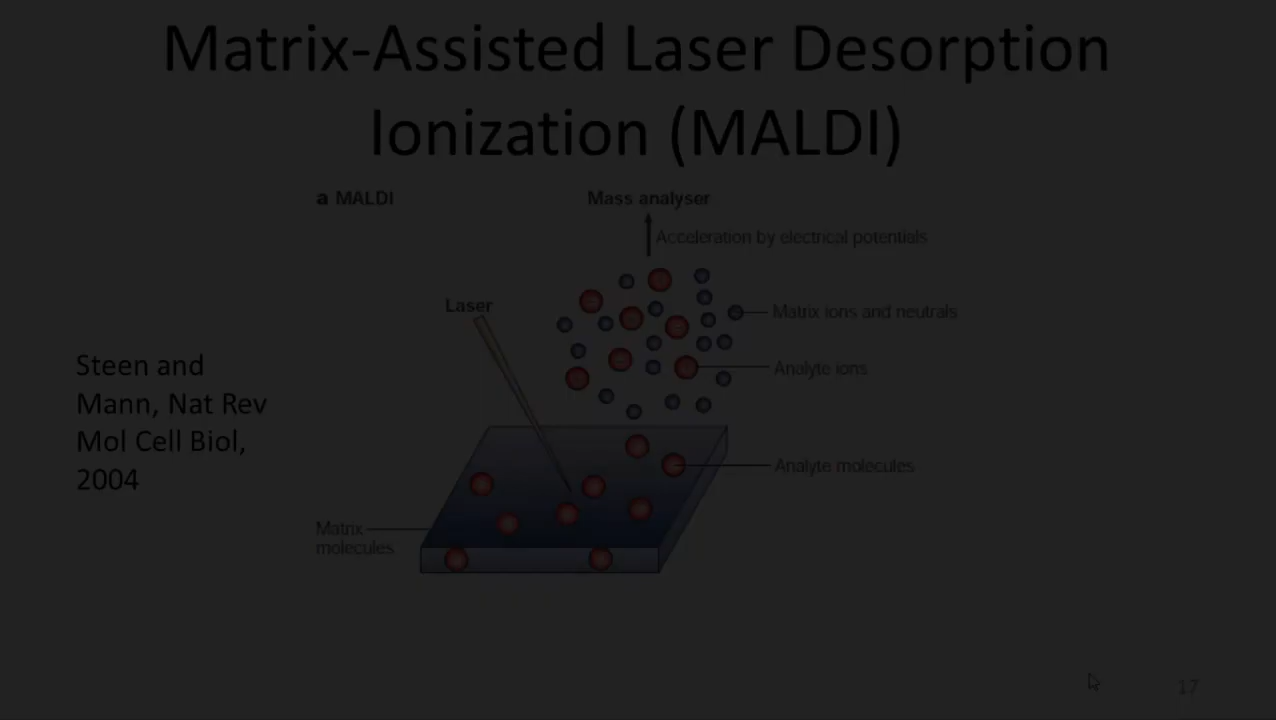 Matrix-Assisted Laser Desorption
Ionization (MALDI)
a MALDI
Mass analyser
Acceleration by electrical potentials
Laser
Matrix ions and neutrals
Steen and
Mann, Nat Rev
Mol Cell Biol,
2004
Analyte ions
Analyte molecules
Matrix
molecules
17